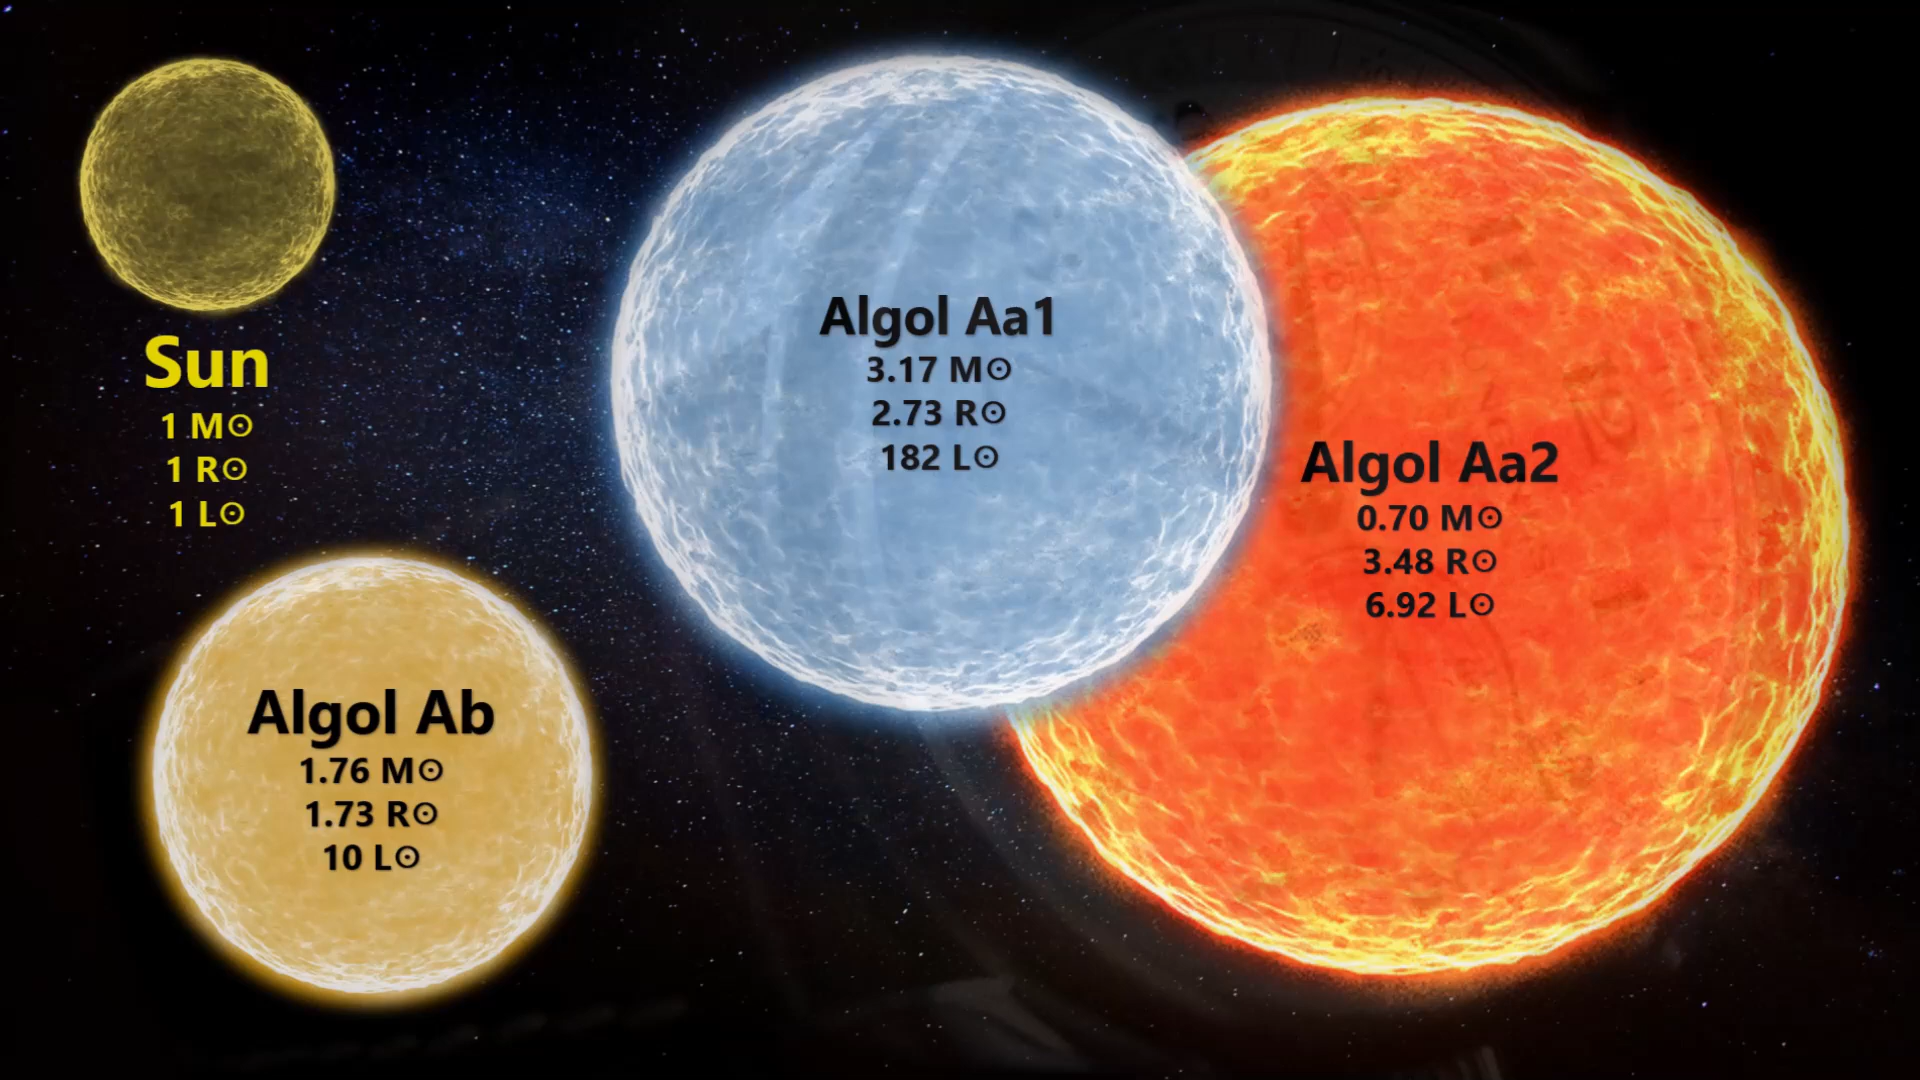 Sun
1 M☉
1 R☉
1 L☉
Algol Aa1
3.17 M☉
2.73 R☉
182 L☉
Algol Aa2
0.70 M☉
3.48 R☉
6.92 L☉
Algol Ab
1.76 M☉
1.73 R☉
10 L☉